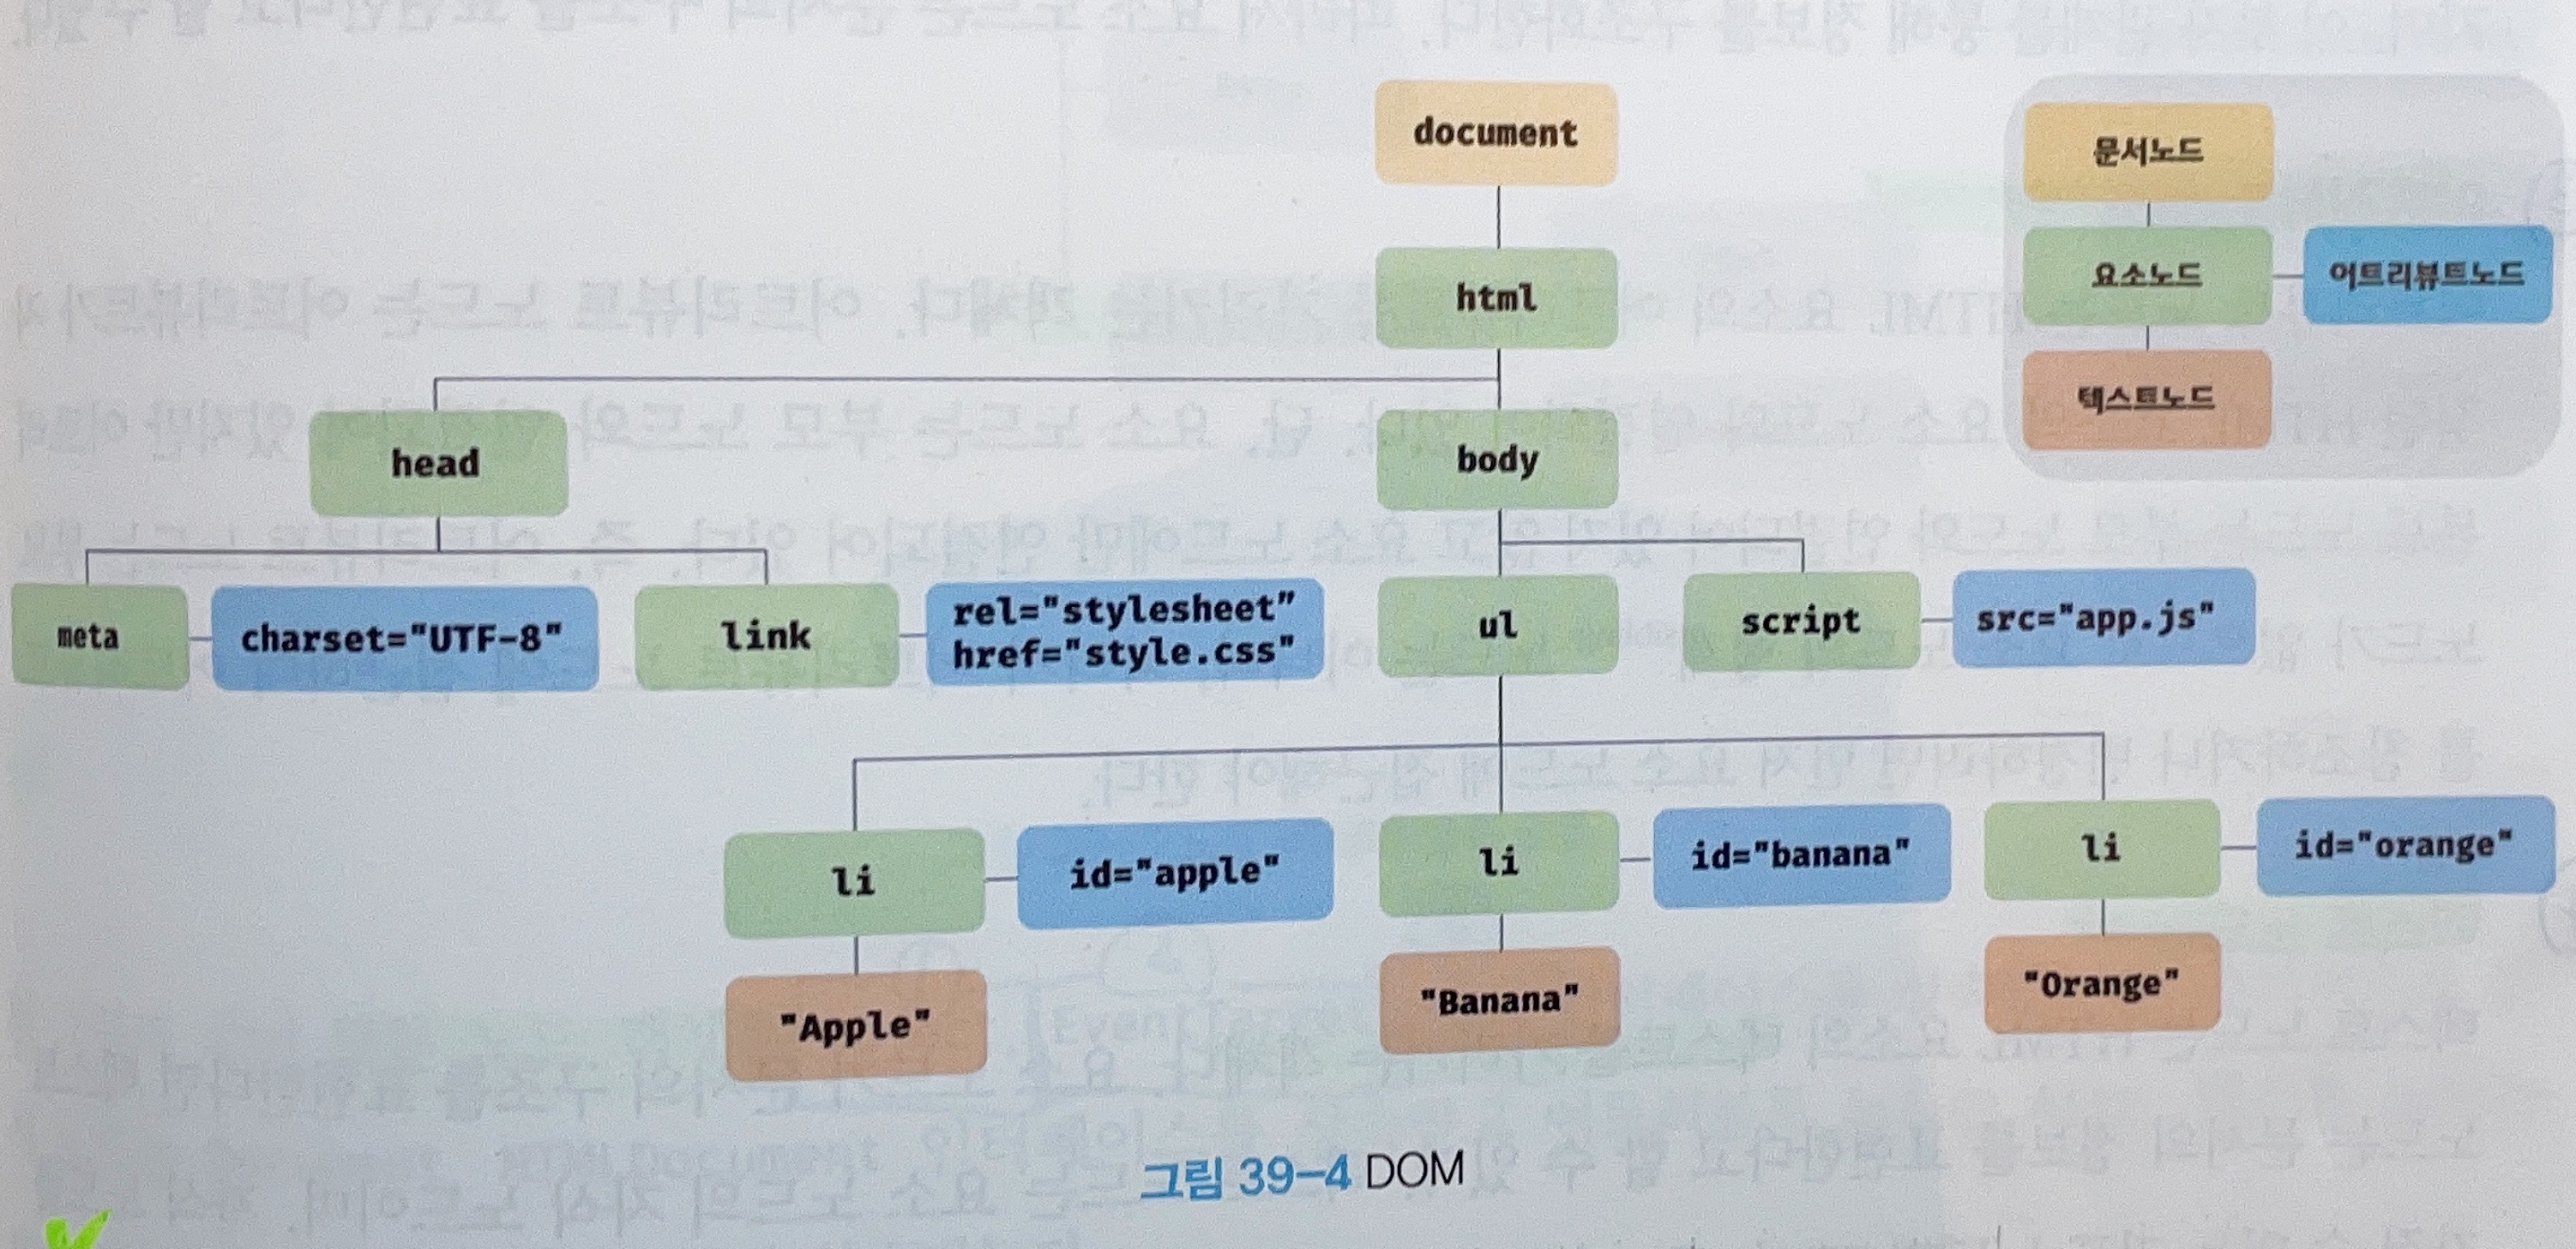 document
문서노드
요소노드
어트리뷰트노드
텍스트노드
html
head
body
meta
charset="UTF-8"
link
rel="stylesheet"
href="style.css"
ul
script
src="app.js"
li
id="apple"
li
id="banana"
li
id="orange"
"Apple"
"Banana"
"Orange"
그림 39-4 DOM